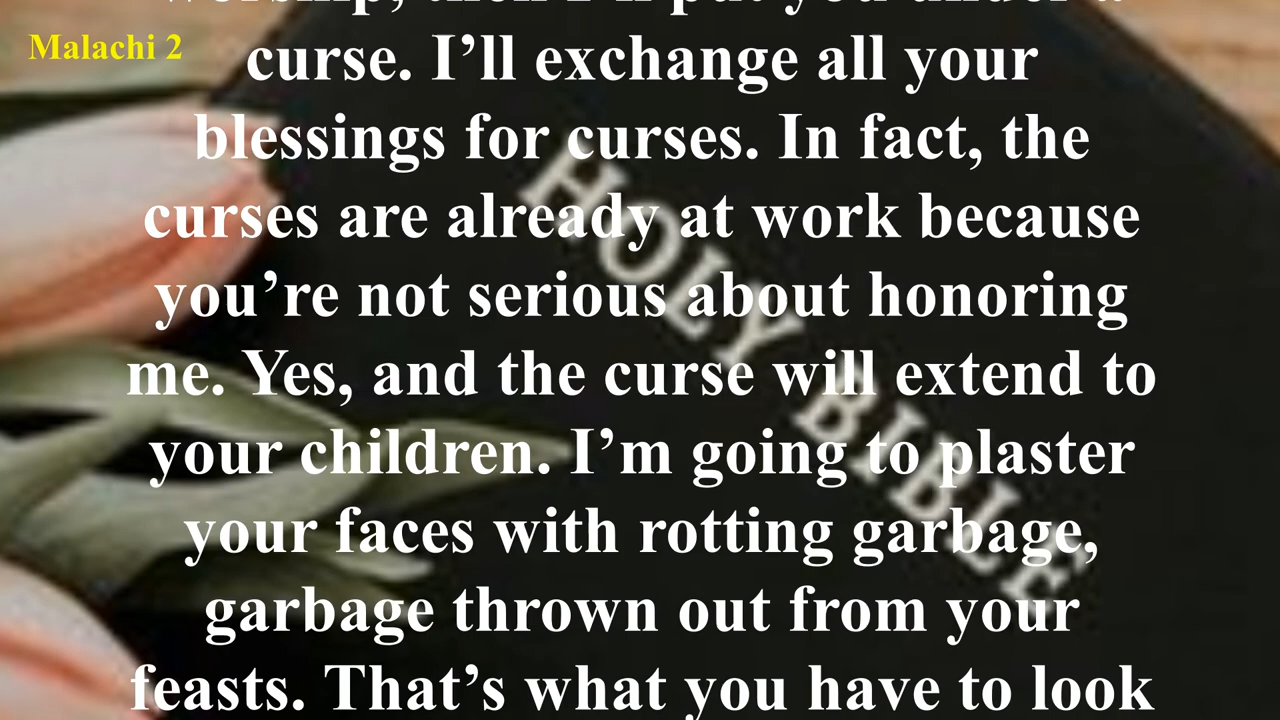 worship, then I'll put you under a
Malachi 2
curse. I’ll exchange all your
blessings for curses. In fact, the
curses are already at work because
you’re not serious about honoring
me. Yes, and the curse will extend to
your children. I’m going to plaster
your faces with rotting garbage,
garbage thrown out from your
feasts. That’s what you have to look
HOLY BIBLE